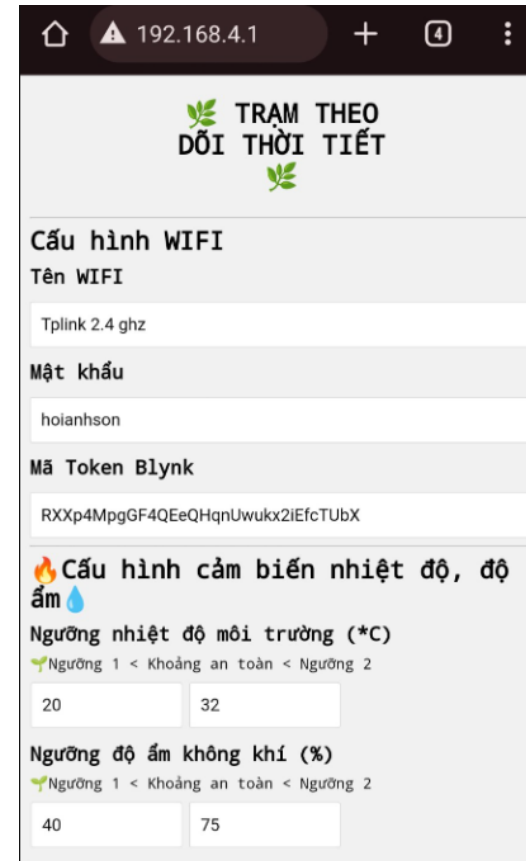 192.168.4.1
4
🌿 TRẠM THEO
DÕI THỜI TIẾT
🌿
Cấu hình WIFI
Tên WIFI
Tplink 2.4 ghz
Mật khẩu
hoianhson
Mã Token Blynk
RXXp4MpgGF4QEeQHqnUwukx2iEfcTUbX
🔥Cấu hình cảm biến nhiệt độ, độ
ẩm💧
Ngưỡng nhiệt độ môi trường (*C)
🌱Ngưỡng 1 < Khoảng an toàn < Ngưỡng 2
20 32
Ngưỡng độ ẩm không khí (%)
🌱Ngưỡng 1 < Khoảng an toàn < Ngưỡng 2
40 75